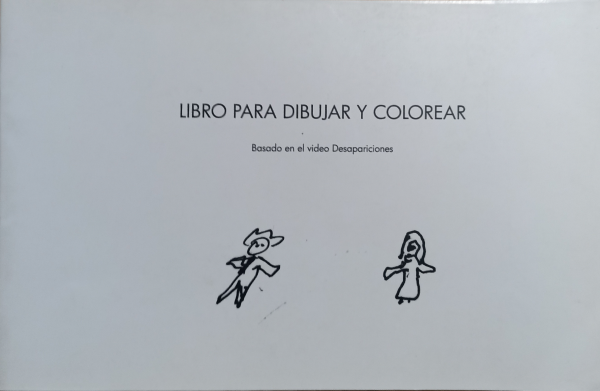 LIBRO PARA DIBUJAR Y COLOREAR
Basado en el video Desapariciones